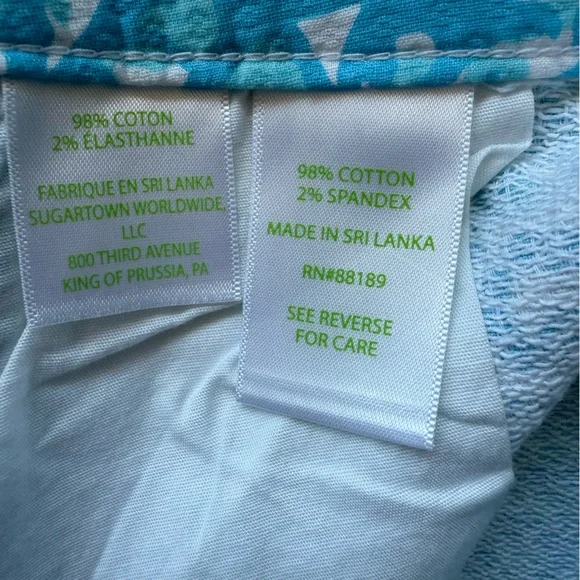 98% COTON
2% ÉLASTHANNE
FABRIQUE EN SRI LANKA
SUGARTOWN WORLDWIDE,
LLC
800 THIRD AVENUE
KING OF PRUSSIA, PA
98% COTTON
2% SPANDEX
MADE IN SRI LANKA
RN#88189
SEE REVERSE
FOR CARE